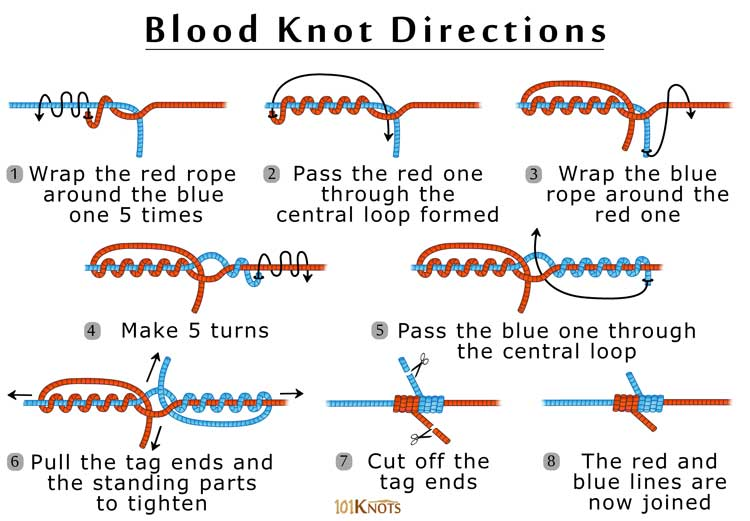 Blood Knot Directions
1 Wrap the red rope
around the blue
one 5 times
2 Pass the red one
through the
central loop formed
3 Wrap the blue
rope around the
red one
4 Make 5 turns
5 Pass the blue one through
the central loop
6 Pull the tag ends and
the standing parts
to tighten
7 Cut off the
tag ends
8 The red and
blue lines are
now joined
101KNOTS